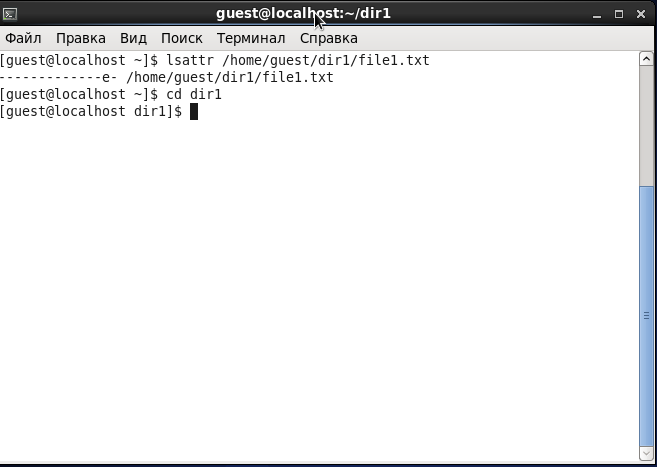 guest@localhost:~/dir1
Файл Правка Вид Поиск Терминал Справка
[guest@localhost ~]$ lsattr /home/guest/dir1/file1.txt
-------------e- /home/guest/dir1/file1.txt
[guest@localhost ~]$ cd dir1
[guest@localhost dir1]$